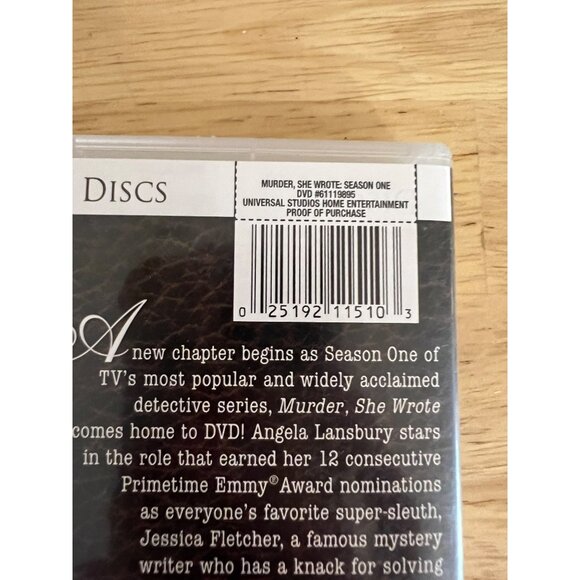 DISCS
MURDER, SHE WROTE: SEASON ONE
DVD #61119895
UNIVERSAL STUDIOS HOME ENTERTAINMENT
PROOF OF PURCHASE
0 25192 11510 3
A new chapter begins as Season One of
TV's most popular and widely acclaimed
detective series, Murder, She Wrote
comes home to DVD! Angela Lansbury stars
in the role that earned her 12 consecutive
Primetime Emmy® Award nominations
as everyone's favorite super-sleuth,
Jessica Fletcher, a famous mystery
writer who has a knack for solving